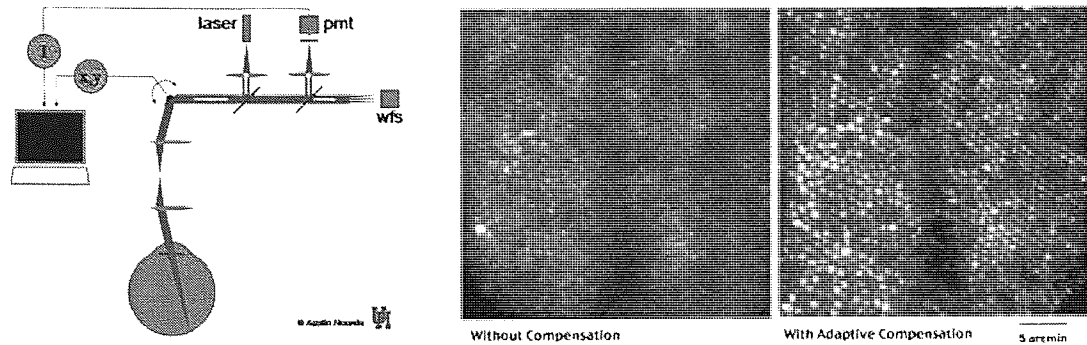 laser
pmt
I
x,y
wfs
Without Compensation
With Adaptive Compensation
5 arcmin